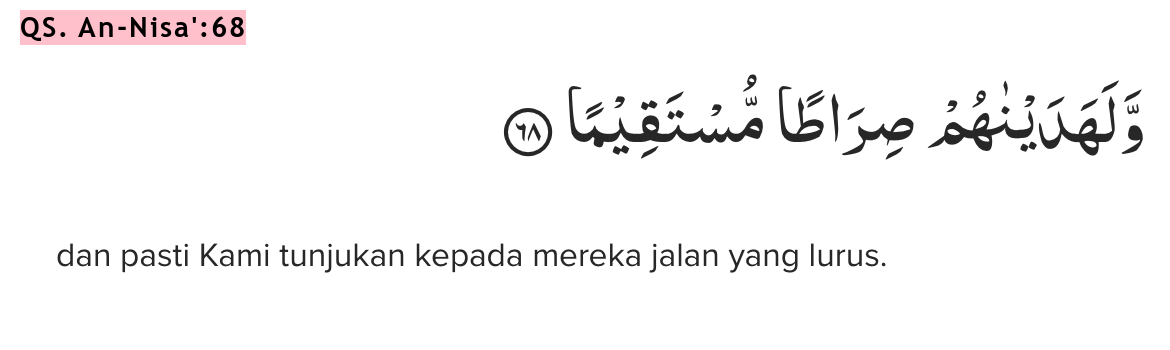 QS. An-Nisa':68
وَّلَهَدَيْنٰهُمْ صِرَاطًا مُّسْتَقِيْمًا ٦٨
dan pasti Kami tunjukan kepada mereka jalan yang lurus.